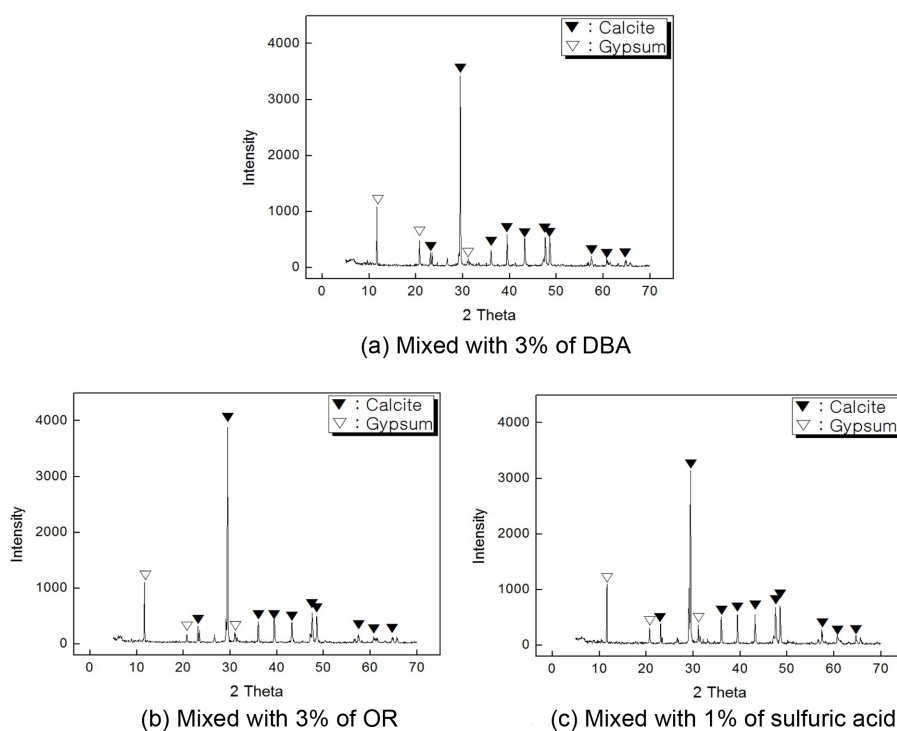 ▼ : Calcite
▽ : Gypsum
4000
3000
2000
1000
0
Intensity
0 10 20 30 40 50 60 70
2 Theta
(a) Mixed with 3% of DBA
▼ : Calcite
▽ : Gypsum
4000
3000
2000
1000
0
Intensity
0 10 20 30 40 50 60 70
2 Theta
(b) Mixed with 3% of OR
▼ : Calcite
▽ : Gypsum
4000
3000
2000
1000
0
Intensity
0 10 20 30 40 50 60 70
2 Theta
(c) Mixed with 1% of sulfuric acid